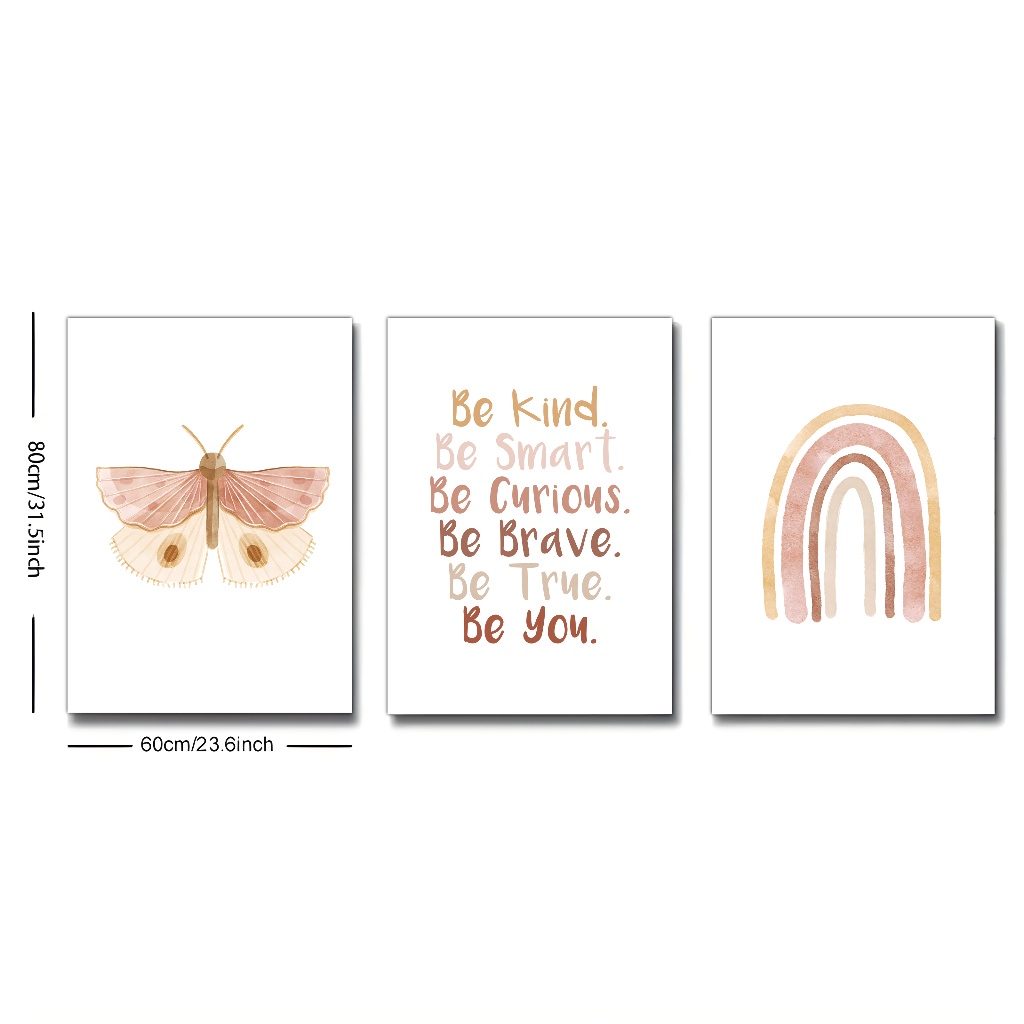 80cm/31.5inch
Be Kind.
Be Smart.
Be Curious.
Be Brave.
Be True.
Be You.
60cm/23.6inch